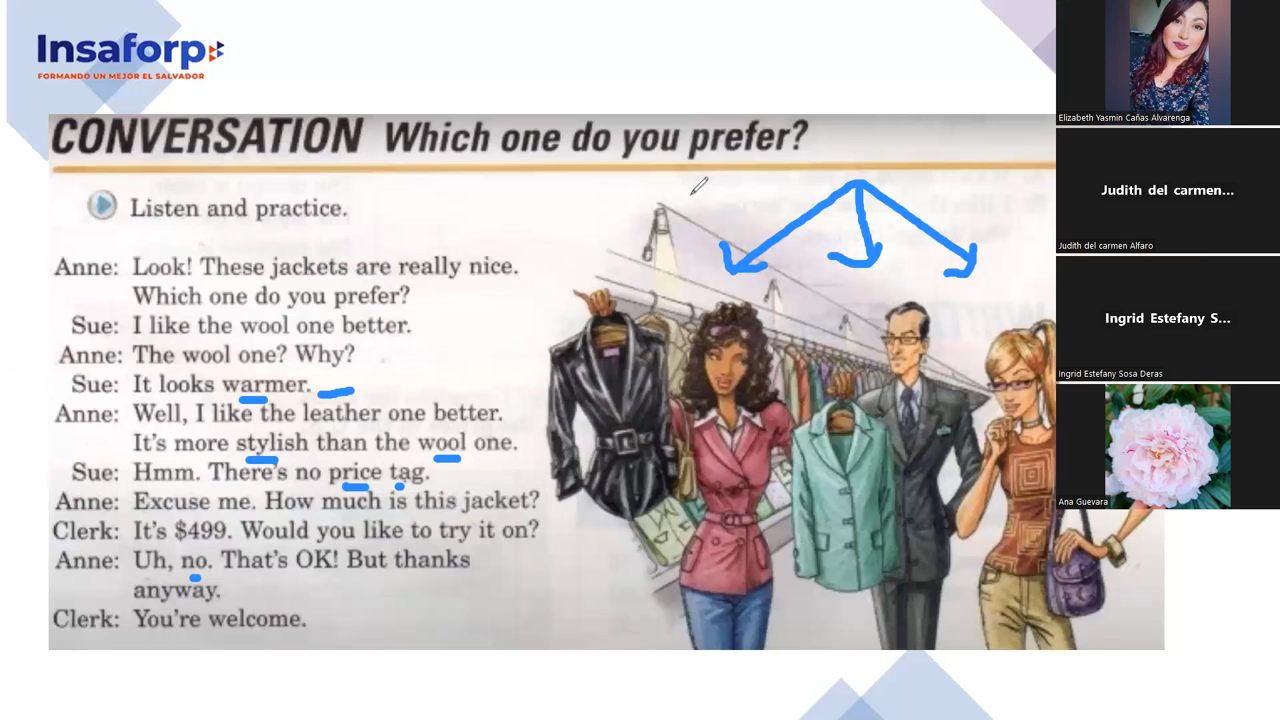 Insaforp
FORMANDO UN MEJOR EL SALVADOR
CONVERSATION Which one do you prefer?
Listen and practice.
Anne: Look! These jackets are really nice.
Which one do you prefer?
Sue: I like the wool one better.
Anne: The wool one? Why?
Sue: It looks warmer.
Anne: Well, I like the leather one better.
It's more stylish than the wool one.
Sue: Hmm. There's no price tag.
Anne: Excuse me. How much is this jacket?
Clerk: It's $499. Would you like to try it on?
Anne: Uh, no. That's OK! But thanks
anyway.
Clerk: You're welcome.
Elizabeth Yasmin Cañas Alvarenga
Judith del carmen...
Judith del carmen Alfaro
Ingrid Estefany S...
Ingrid Estefany Sosa Deras
Ana Guevara